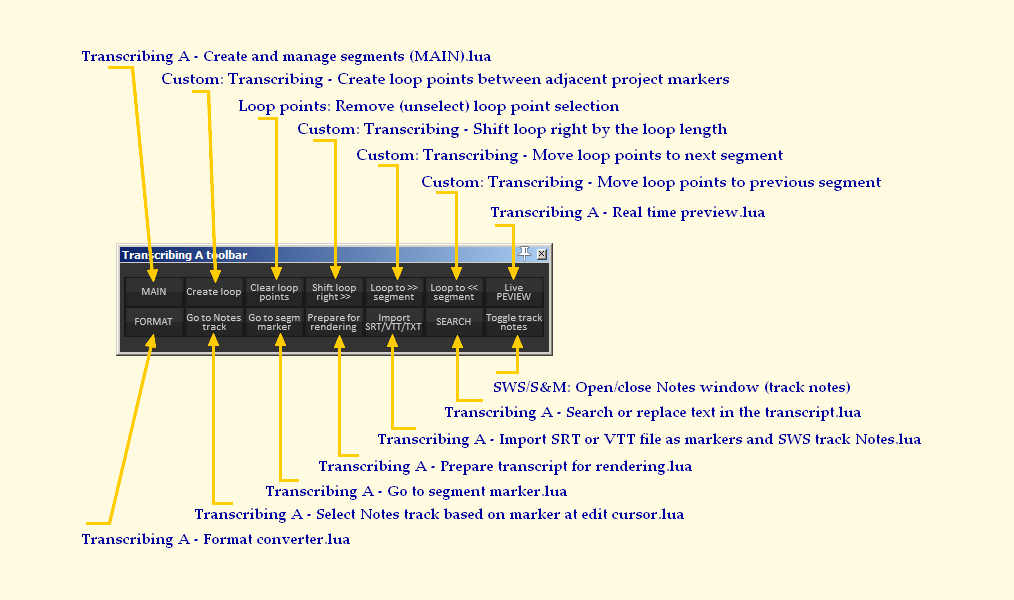 Transcribing A - Create and manage segments (MAIN).lua
Custom: Transcribing - Create loop points between adjacent project markers
Loop points: Remove (unselect) loop point selection
Custom: Transcribing - Shift loop right by the loop length
Custom: Transcribing - Move loop points to next segment
Custom: Transcribing - Move loop points to previous segment
Transcribing A - Real time preview.lua
Transcribing A toolbar
MAIN
Create loop
Clear loop
points
Shift loop
right >>
Loop to >>
segment
Loop to <<
segment
Live
PEVIEW
FORMAT
Go to Notes
track
Go to segm
marker
Prepare for
rendering
Import
SRT/VTT/TXT
SEARCH
Toggle track
notes
SWS/S&M: Open/close Notes window (track notes)
Transcribing A - Search or replace text in the transcript.lua
Transcribing A - Import SRT or VTT file as markers and SWS track Notes.lua
Transcribing A - Prepare transcript for rendering.lua
Transcribing A - Go to segment marker.lua
Transcribing A - Select Notes track based on marker at edit cursor.lua
Transcribing A - Format converter.lua